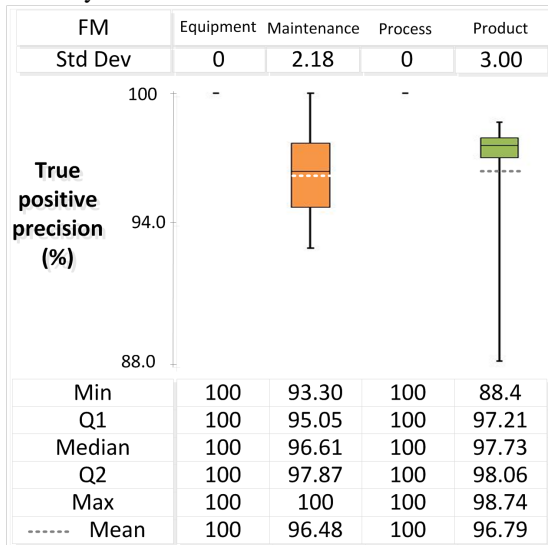 FM Equipment Maintenance Process Product
Std Dev 0 2.18 0 3.00
100
True
positive
precision
(%)
94.0
88.0
Min 100 93.30 100 88.4
Q1 100 95.05 100 97.21
Median 100 96.61 100 97.73
Q2 100 97.87 100 98.06
Max 100 100 100 98.74
Mean 100 96.48 100 96.79